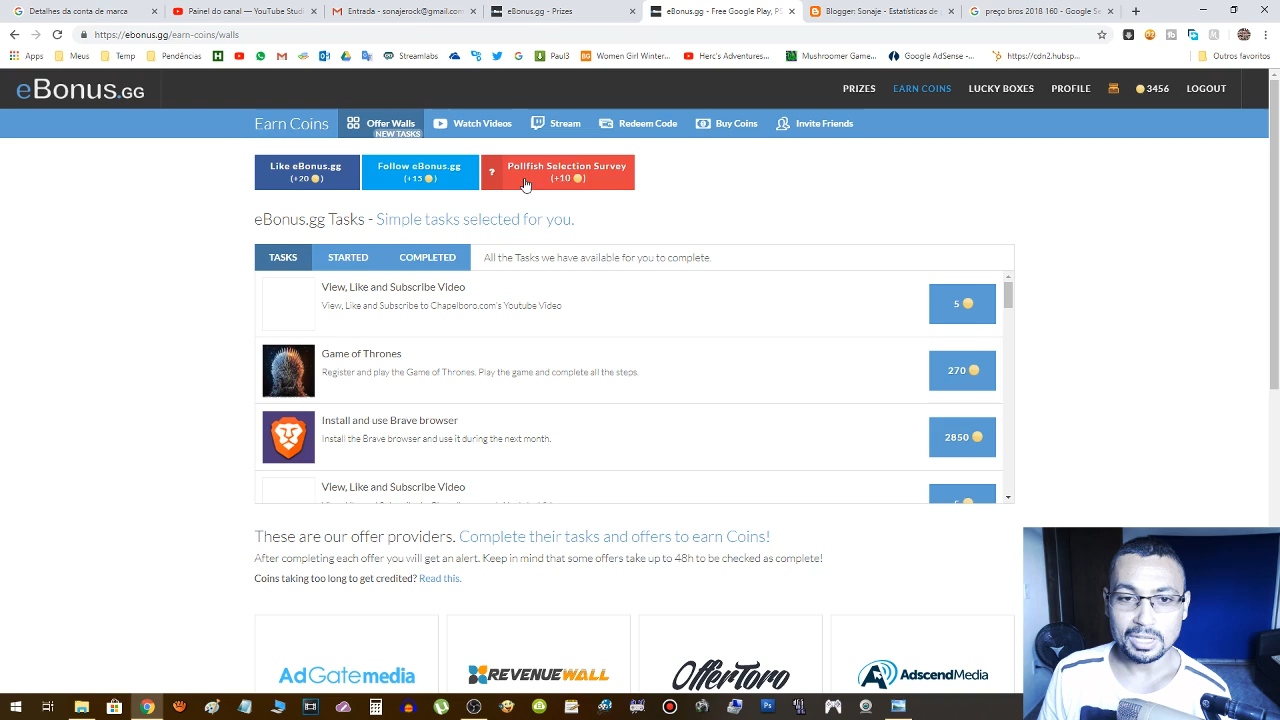 Detalhes da conta de marca
Painel do canal — YouTube Studi
Entrada - sonajerock@gmail.com
eBonus.gg - Prizes
eBonus.gg - Free Google Play, PS
Blogger: Sonaje - Estatísticas de
preço bros 2018 160 - Google Se
https://ebonus.gg/earn-coins/walls
Apps
Meus
Temp
Pendências
Streamlabs
Paul3
Women Girl Winter...
Herc's Adventures...
Mushroomer Game...
Google AdSense -...
https://cdn2.hubsp...
Outros favoritos
eBonus.GG
PRIZES
EARN COINS
LUCKY BOXES
PROFILE
3456
LOGOUT
Earn Coins
Offer Walls
NEW TASKS
Watch Videos
Stream
Redeem Code
Buy Coins
Invite Friends
Like eBonus.gg
(+20 )
Follow eBonus.gg
(+15 )
?
Pollfish Selection Survey
(+10 )
eBonus.gg Tasks - Simple tasks selected for you.
TASKS
STARTED
COMPLETED
All the Tasks we have available for you to complete.
View, Like and Subscribe Video
View, Like and Subscribe to Chapelboro.com's Youtube Video
5
Game of Thrones
Register and play the Game of Thrones. Play the game and complete all the steps.
270
Install and use Brave browser
Install the Brave browser and use it during the next month.
2850
View, Like and Subscribe Video
5
These are our offer providers. Complete their tasks and offers to earn Coins!
After completing each offer you will get an alert. Keep in mind that some offers take up to 48h to be checked as complete!
Coins taking too long to get credited? Read this.
AdGatemedia
REVENUEWALL
OfferToro
AdscendMedia